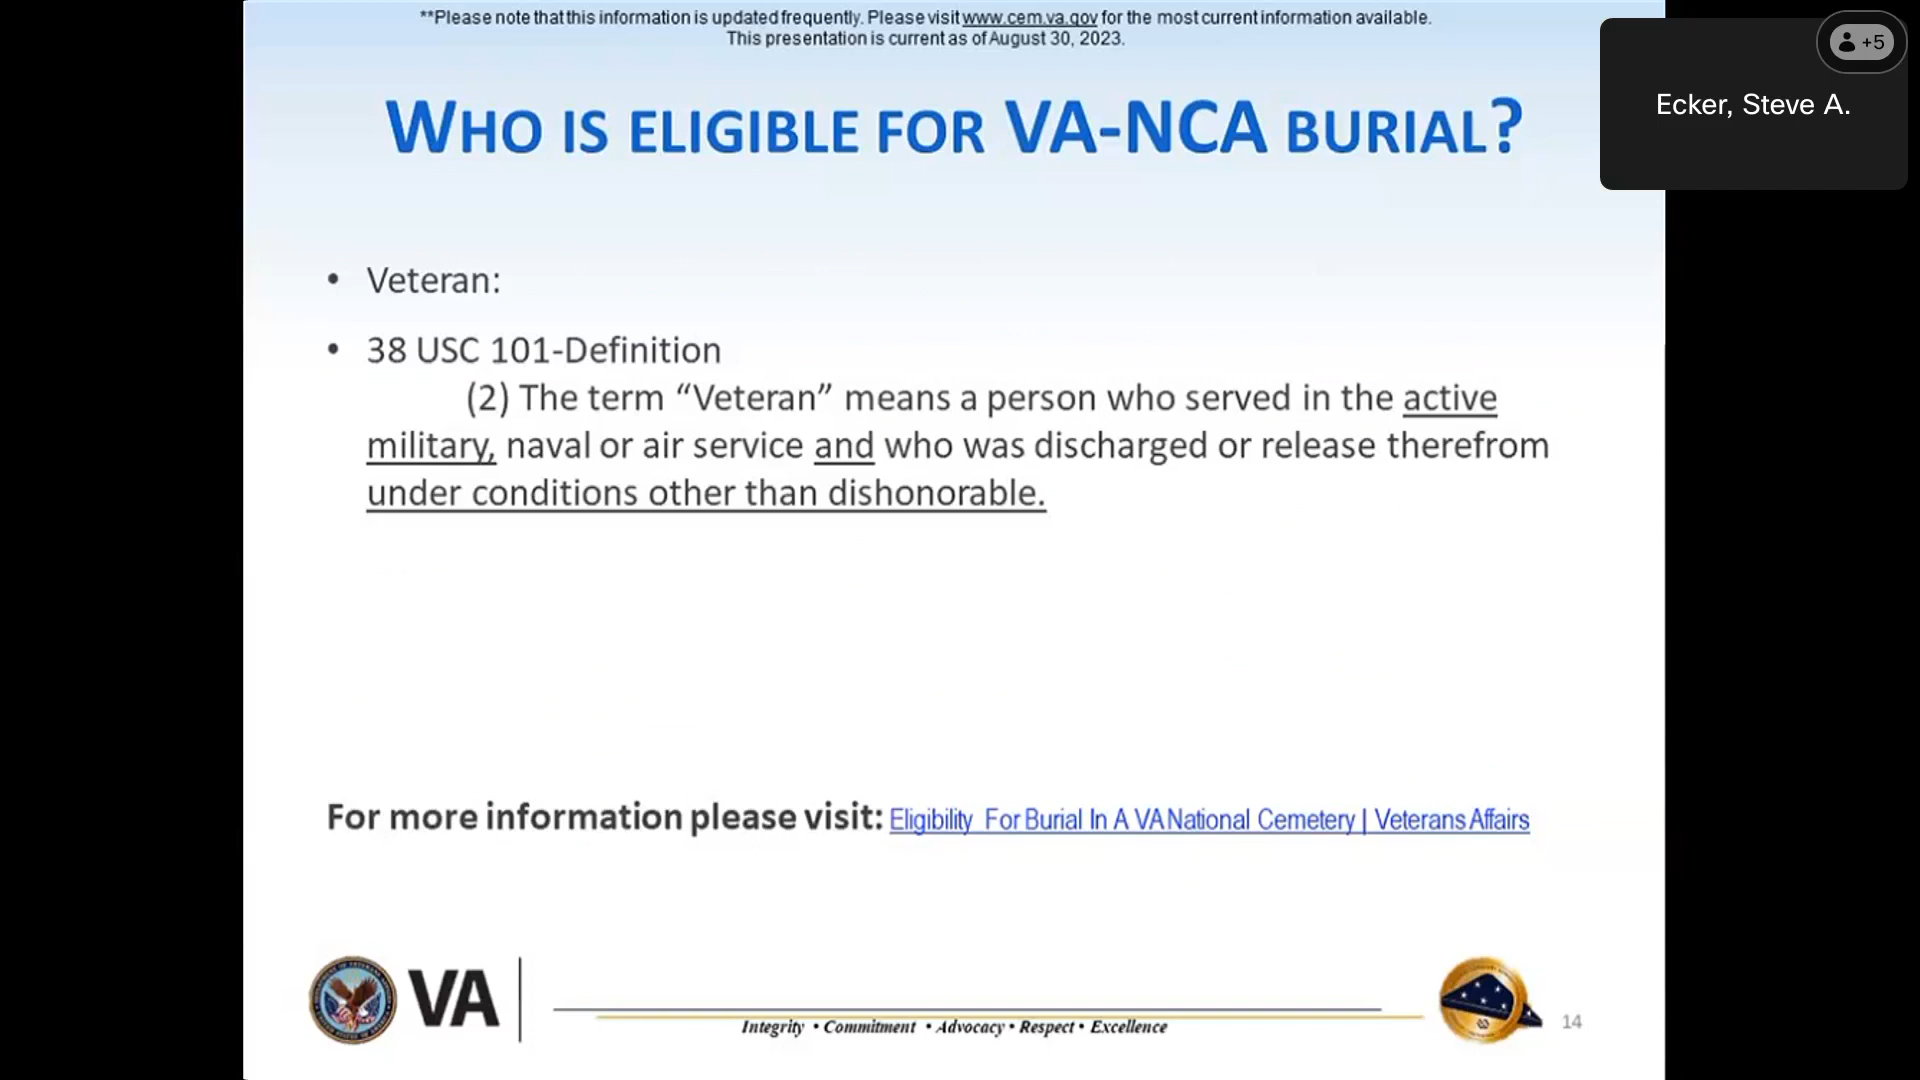 **Please note that this information is updated frequently. Please visit www.cem.va.gov for the most current information available.
This presentation is current as of August 30, 2023.
+5
Ecker, Steve A.
WHO IS ELIGIBLE FOR VA-NCA BURIAL?
• Veteran:
• 38 USC 101-Definition
(2) The term “Veteran” means a person who served in the active
military, naval or air service and who was discharged or release therefrom
under conditions other than dishonorable.
For more information please visit: Eligibility For Burial In A VA National Cemetery | Veterans Affairs
VA
Integrity • Commitment • Advocacy • Respect • Excellence
14